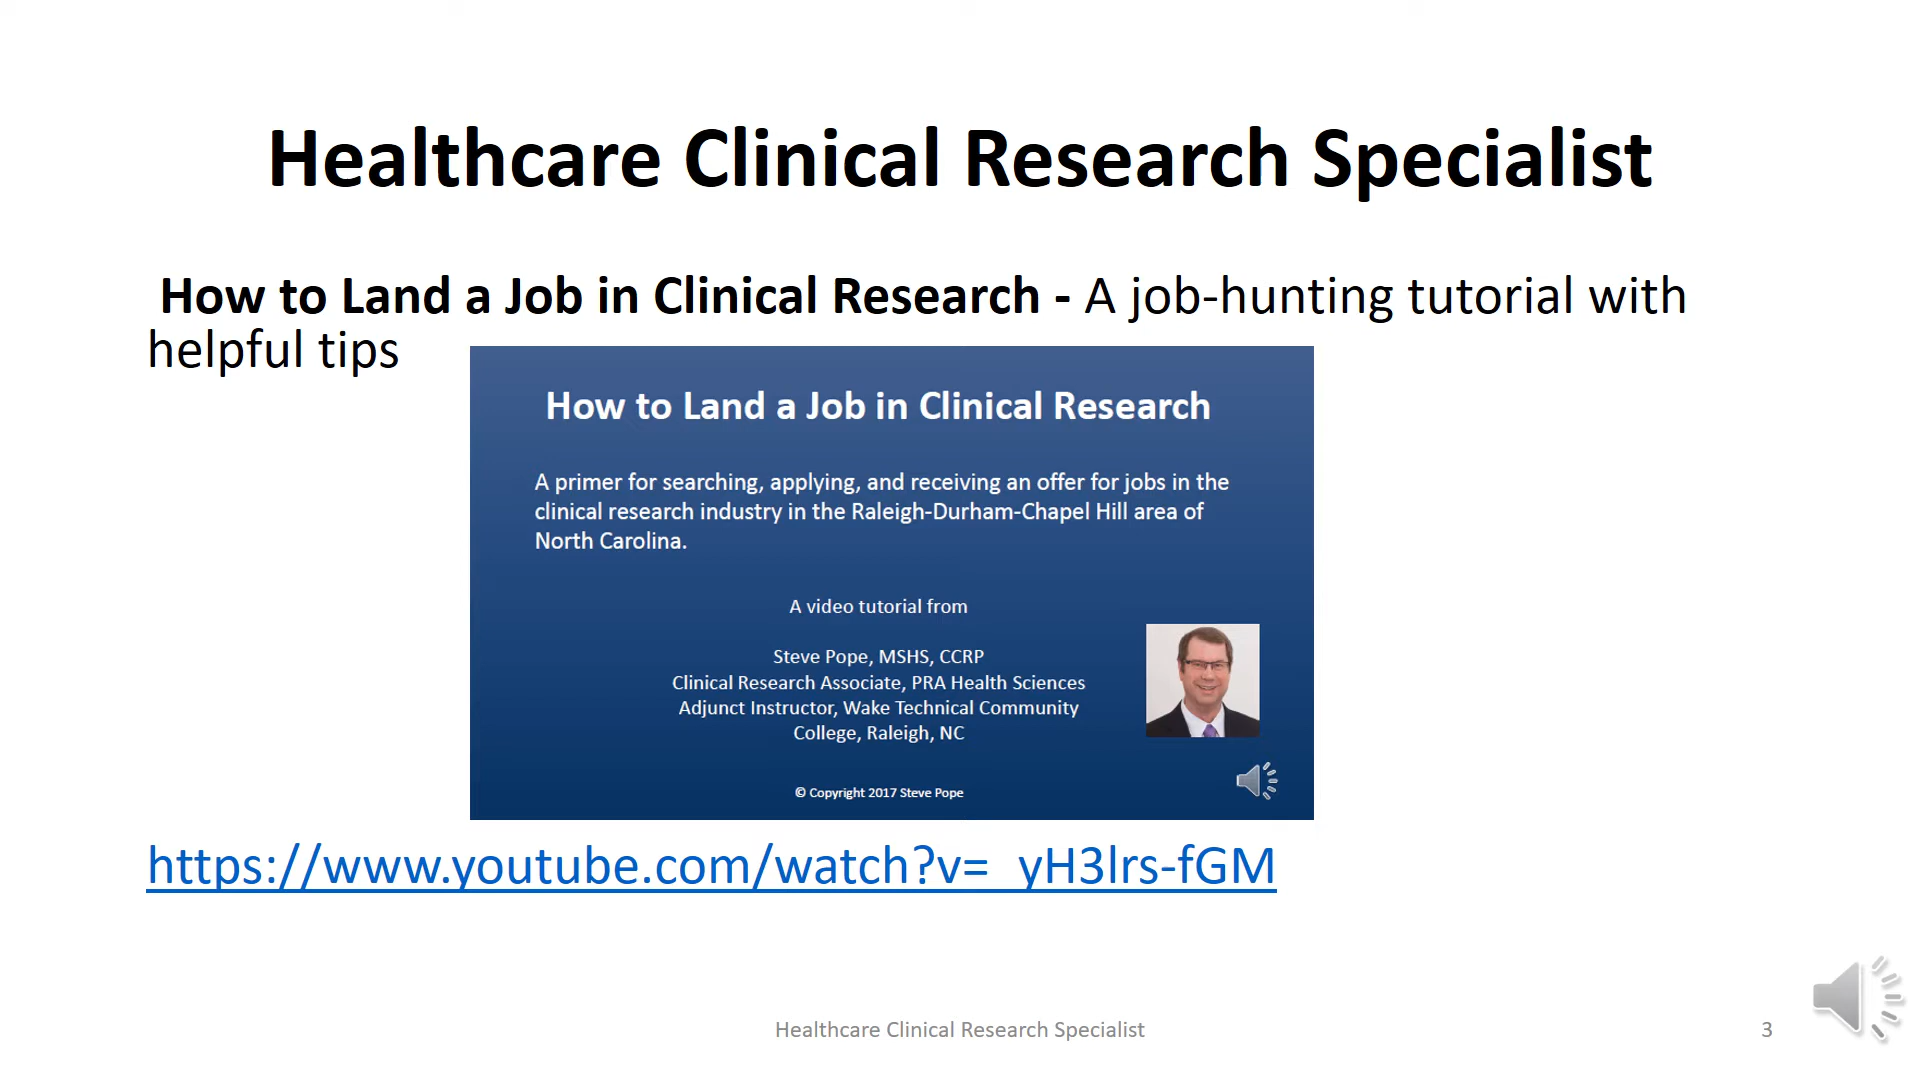 Healthcare Clinical Research Specialist
How to Land a Job in Clinical Research - A job-hunting tutorial with
helpful tips
How to Land a Job in Clinical Research
A primer for searching, applying, and receiving an offer for jobs in the
clinical research industry in the Raleigh-Durham-Chapel Hill area of
North Carolina.
A video tutorial from
Steve Pope, MSHS, CCRP
Clinical Research Associate, PRA Health Sciences
Adjunct Instructor, Wake Technical Community
College, Raleigh, NC
© Copyright 2017 Steve Pope
https://www.youtube.com/watch?v=_yH3lrs-fGM
Healthcare Clinical Research Specialist
3